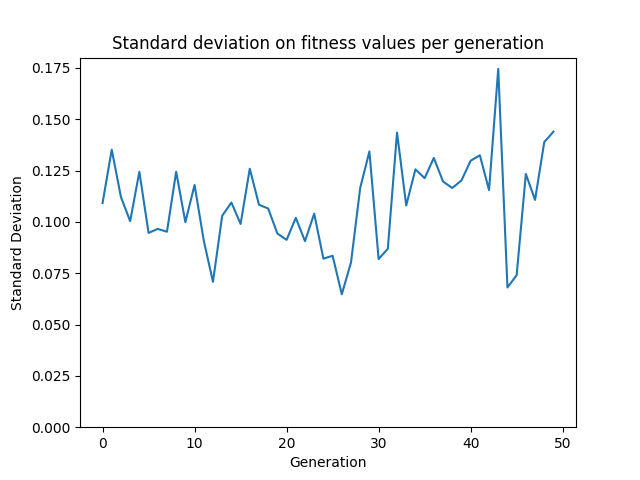 Standard deviation on fitness values per generation
0.175
0.150
0.125
0.100
0.075
0.050
0.025
0.000
Standard Deviation
0 10 20 30 40 50
Generation